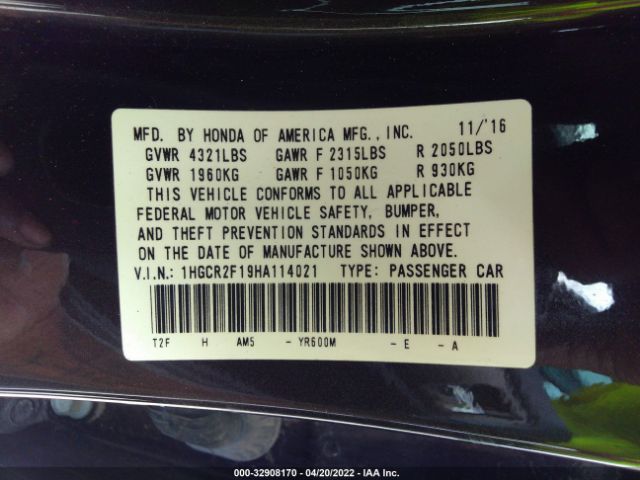 MFD. BY HONDA OF AMERICA MFG., INC. 11/'16
GVWR 4321LBS GAWR F 2315LBS R 2050LBS
GVWR 1960KG GAWR F 1050KG R 930KG
THIS VEHICLE CONFORMS TO ALL APPLICABLE
FEDERAL MOTOR VEHICLE SAFETY, BUMPER,
AND THEFT PREVENTION STANDARDS IN EFFECT
ON THE DATE OF MANUFACTURE SHOWN ABOVE.
V.I.N.: 1HGCR2F19HA114021 TYPE: PASSENGER CAR
T2F H AM5 - YR600M - E - A
000-32908170 - 04/20/2022 - IAA Inc.